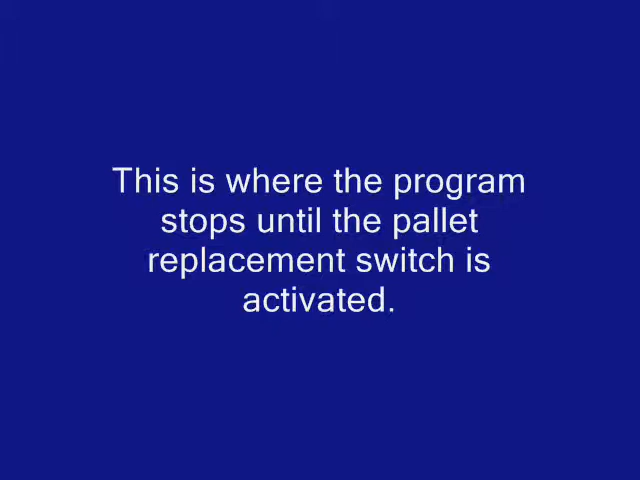 This is where the program
stops until the pallet
replacement switch is
activated.